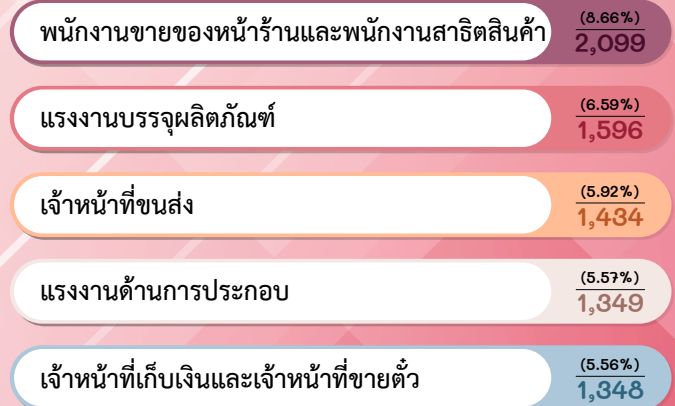 พนักงานขายของหน้าร้านและพนักงานสาธิตสินค้า
(8.66%)
2,099
แรงงานบรรจุผลิตภัณฑ์
(6.59%)
1,596
เจ้าหน้าที่ขนส่ง
(5.92%)
1,434
แรงงานด้านการประกอบ
(5.57%)
1,349
เจ้าหน้าที่เก็บเงินและเจ้าหน้าที่ขายตั๋ว
(5.56%)
1,348